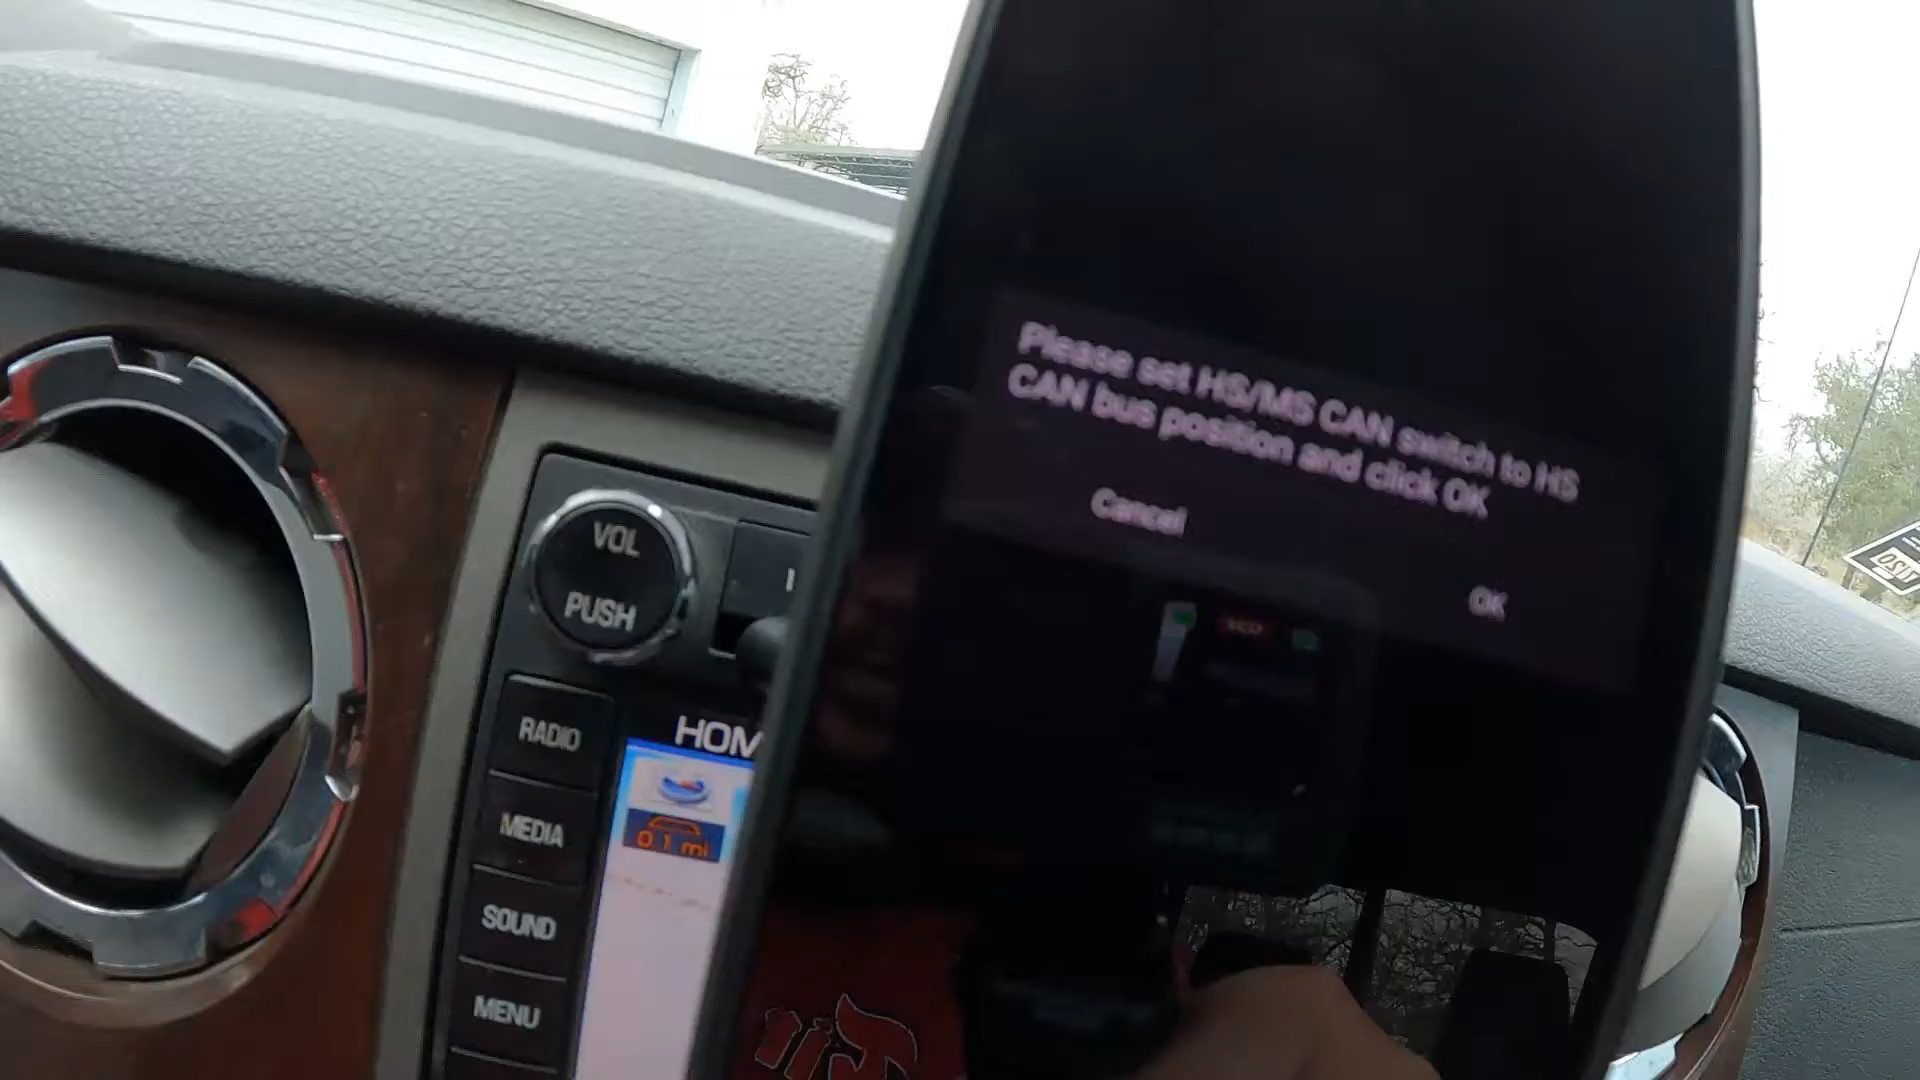 Please set HS/MS CAN switch to HS
CAN bus position and click OK
Cancel
OK
VOL
PUSH
RADIO
MEDIA
SOUND
MENU
HOM
0.1 mi